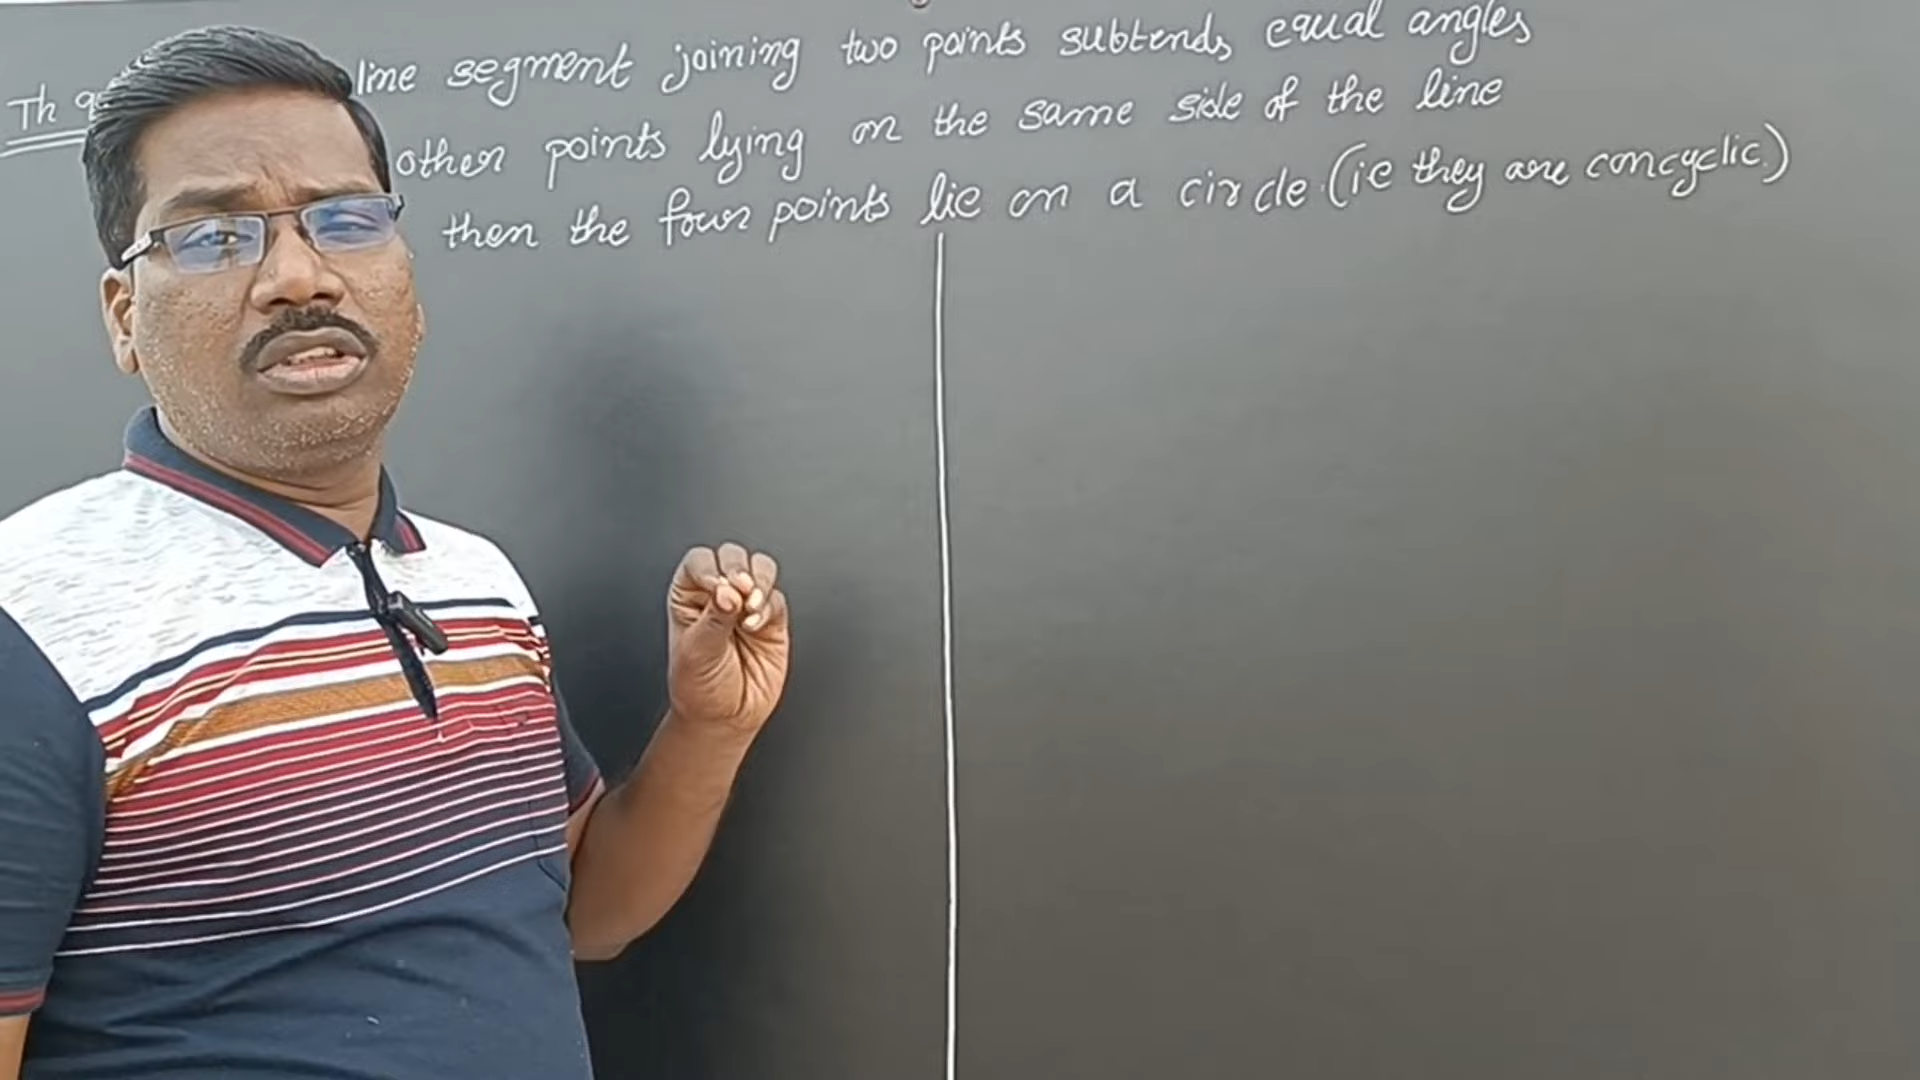 Th line segment joining two points subtends equal angles
other points lying on the same side of the line
then the four points lie on a circle (ie they are concyclic.)